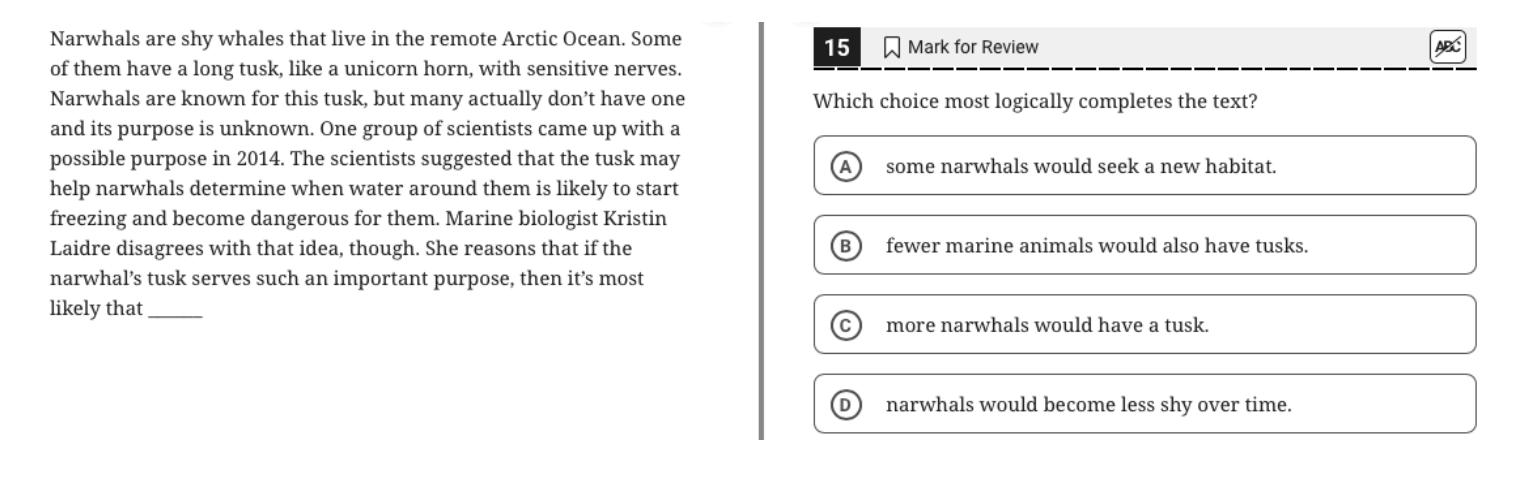 Narwhals are shy whales that live in the remote Arctic Ocean. Some
of them have a long tusk, like a unicorn horn, with sensitive nerves.
Narwhals are known for this tusk, but many actually don’t have one
and its purpose is unknown. One group of scientists came up with a
possible purpose in 2014. The scientists suggested that the tusk may
help narwhals determine when water around them is likely to start
freezing and become dangerous for them. Marine biologist Kristin
Laidre disagrees with that idea, though. She reasons that if the
narwhal’s tusk serves such an important purpose, then it’s most
likely that ______
15 Mark for Review ABC
Which choice most logically completes the text?
A some narwhals would seek a new habitat.
B fewer marine animals would also have tusks.
C more narwhals would have a tusk.
D narwhals would become less shy over time.